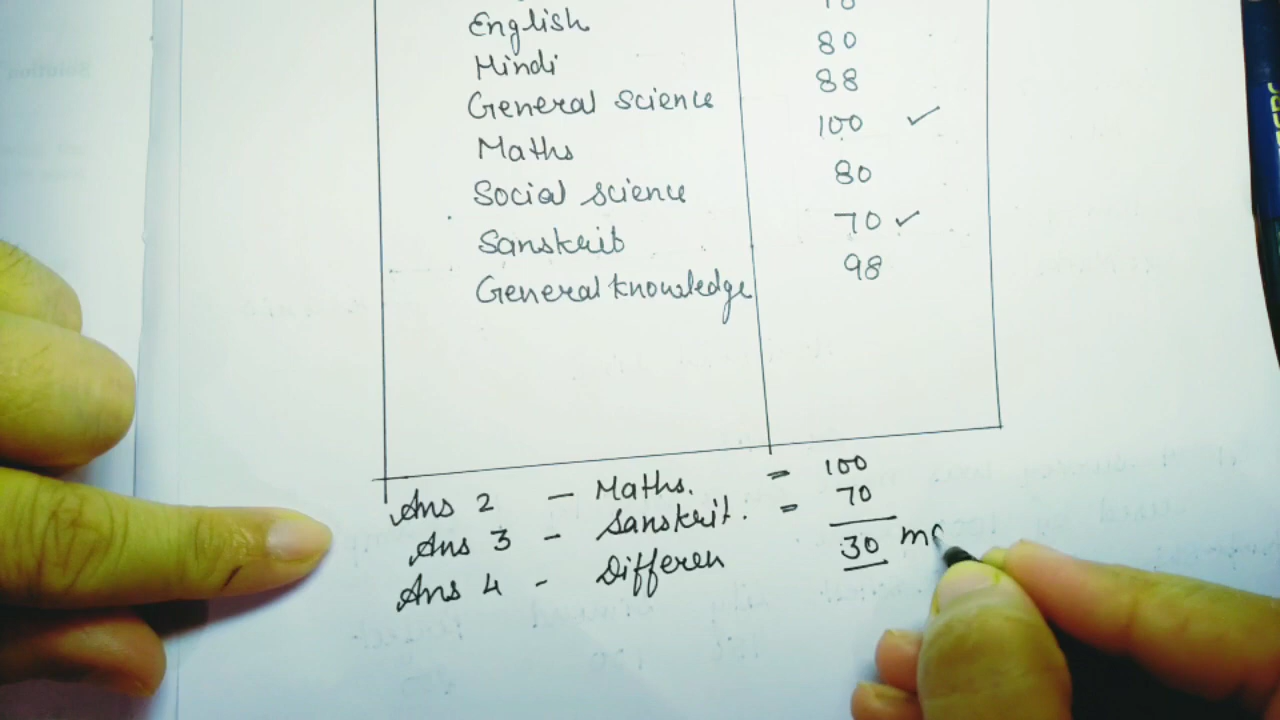 English
80
Hindi
88
General science
100 ✓
Maths
80
Social science
70 ✓
Sanskrit
98
General knowledge
Ans 2 - Maths. = 100
Ans 3 - Sanskrit. = 70
Ans 4 - Differen 30 ma